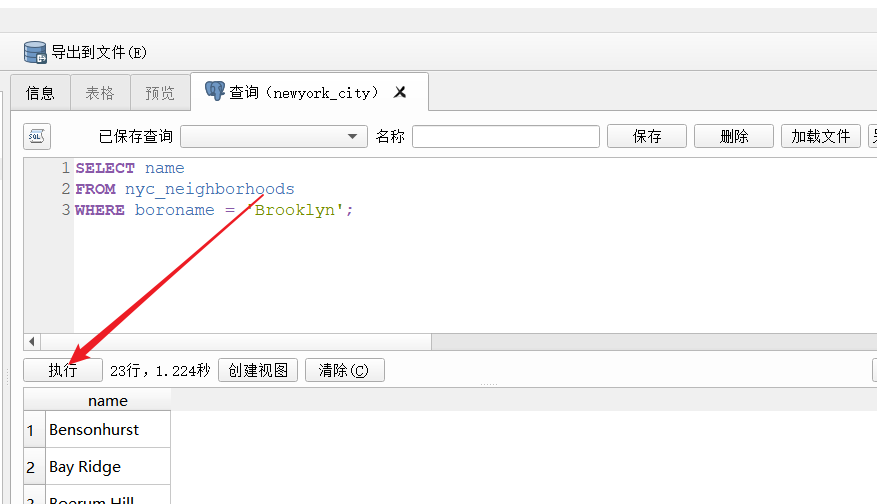 导出到文件(E)
信息 表格 预览 查询 (newyork_city)
SQL 已保存查询 名称 保存 删除 加载文件
1 SELECT name
2 FROM nyc_neighborhoods
3 WHERE boroname = 'Brooklyn';
执行 23行, 1.224秒 创建视图 清除(C)
name
1 Bensonhurst
2 Bay Ridge
3 Boerum Hill